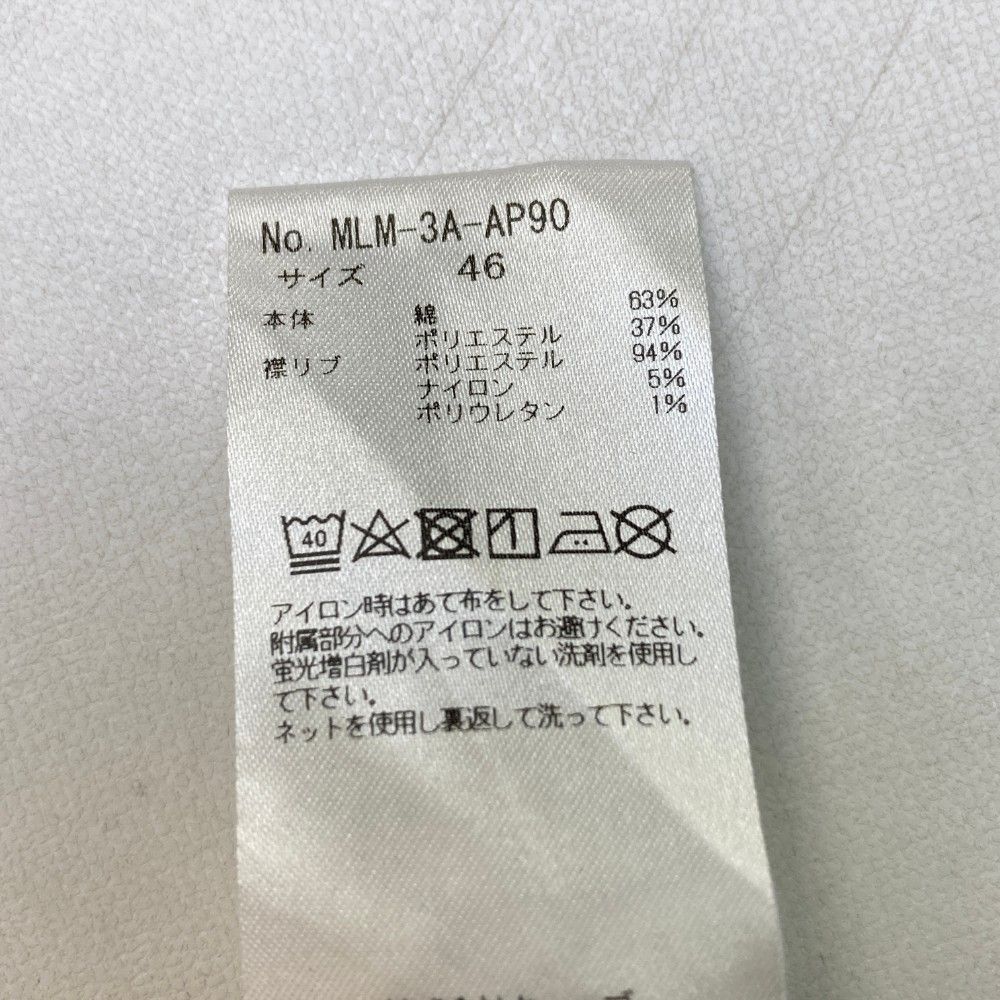 No. MLM-3A-AP90
サイズ 46
本体 綿 63%
ポリエステル 37%
襟リブ ポリエステル 94%
ナイロン 5%
ポリウレタン 1%
40
アイロン時はあて布をして下さい。
附属部分へのアイロンはお避けください。
蛍光増白剤が入っていない洗剤を使用し
て下さい。
ネットを使用し裏返して洗って下さい。